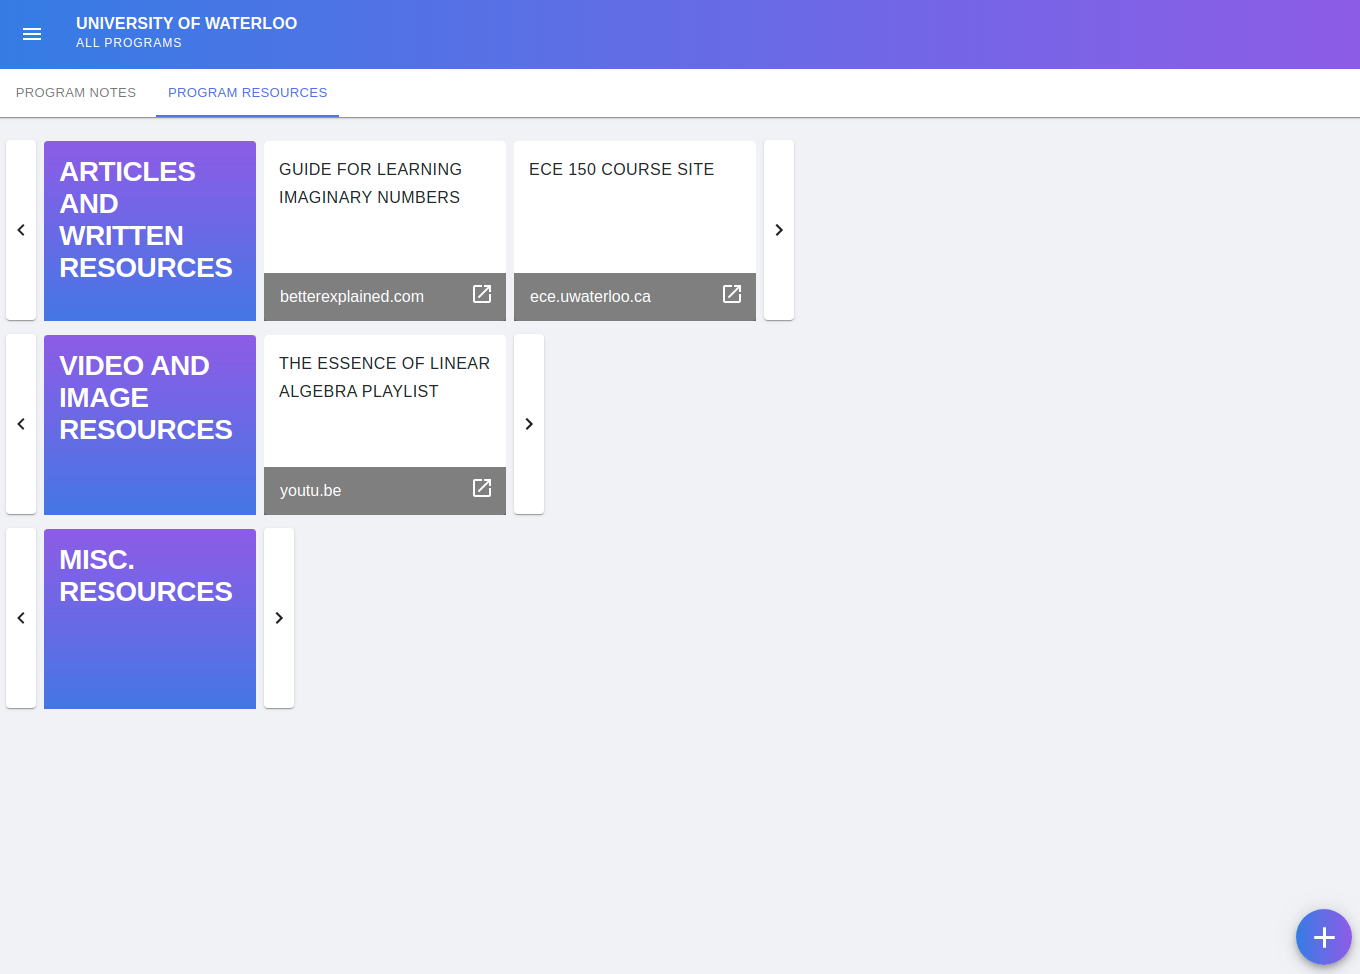 UNIVERSITY OF WATERLOO
ALL PROGRAMS
PROGRAM NOTES
PROGRAM RESOURCES
ARTICLES
AND
WRITTEN
RESOURCES
GUIDE FOR LEARNING
IMAGINARY NUMBERS
betterexplained.com
ECE 150 COURSE SITE
ece.uwaterloo.ca
VIDEO AND
IMAGE
RESOURCES
THE ESSENCE OF LINEAR
ALGEBRA PLAYLIST
youtu.be
MISC.
RESOURCES